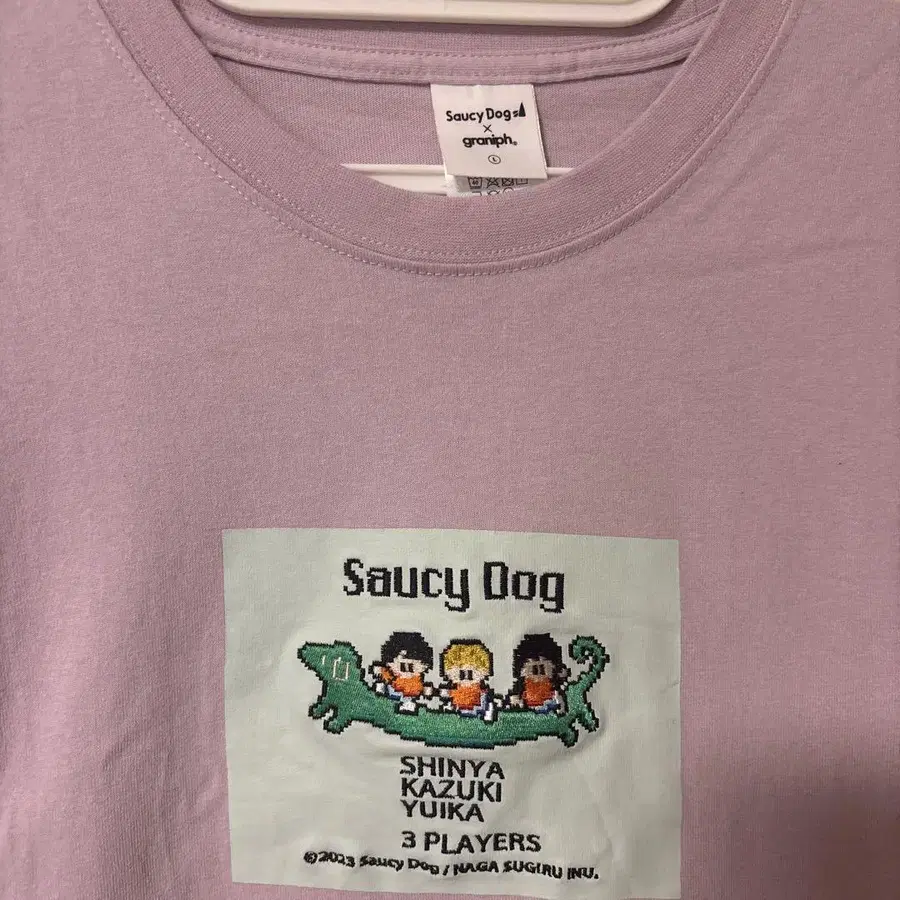 Saucy Dog
×
graniph®
L
Saucy Dog
SHINYA
KAZUKI
YUIKA
3 PLAYERS
©2023 Saucy Dog / NAGA SUGIRU INU.